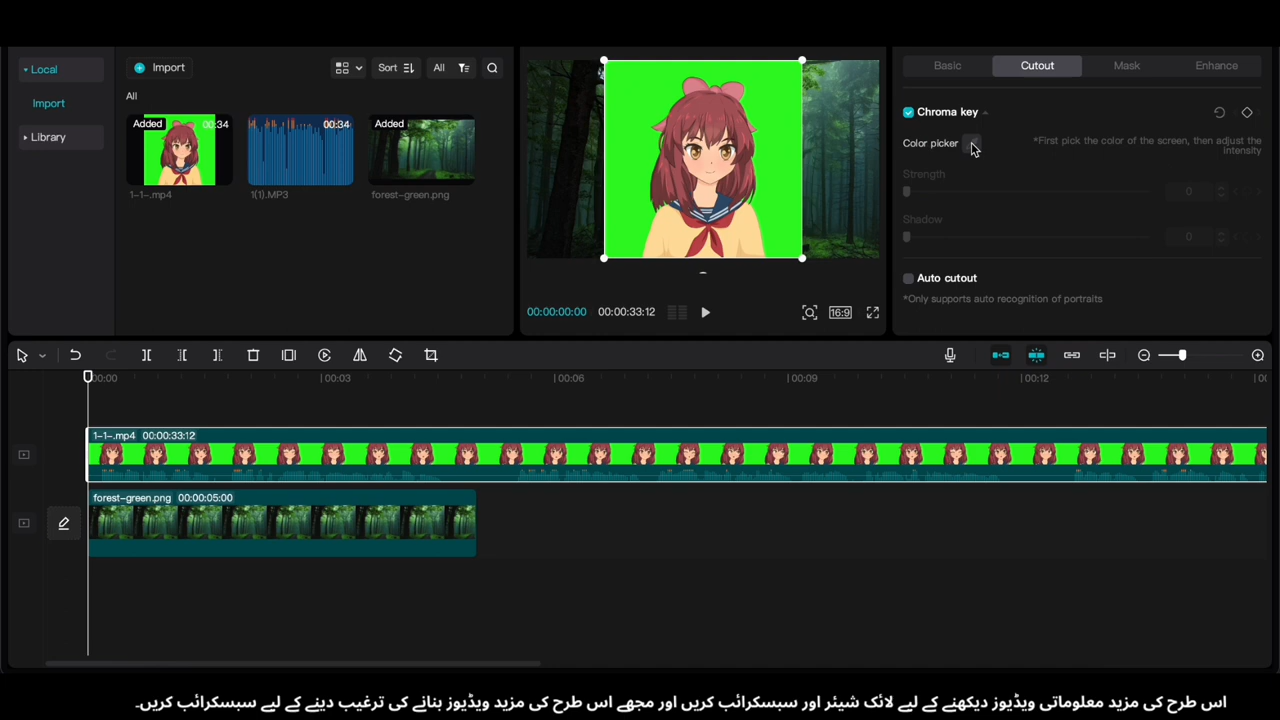 Local
Import
Library
Import
Sort
All
All
Added
00:34
1-1-.mp4
00:34
1(1).MP3
Added
forest-green.png
00:00:00:00
00:00:33:12
16:9
Basic
Cutout
Mask
Enhance
Chroma key
Color picker
*First pick the color of the screen, then adjust the
intensity
Strength
0
Shadow
0
Auto cutout
*Only supports auto recognition of portraits
00:00
00:03
00:06
00:09
00:12
00
1-1-.mp4 00:00:33:12
forest-green.png 00:00:05:00
اس طرح کی مزید معلوماتی ویڈیوز دیکھنے کے لیے لائک شیئر اور سبسکرائب کریں اور مجھے اس طرح کی مزید ویڈیوز بنانے کی ترغیب دینے کے لیے سبسکرائب کریں۔